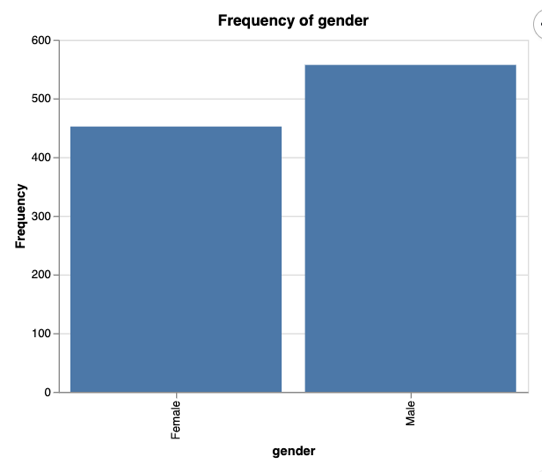 Frequency of gender
600
500
400
300
200
100
0
Frequency
Female
Male
gender